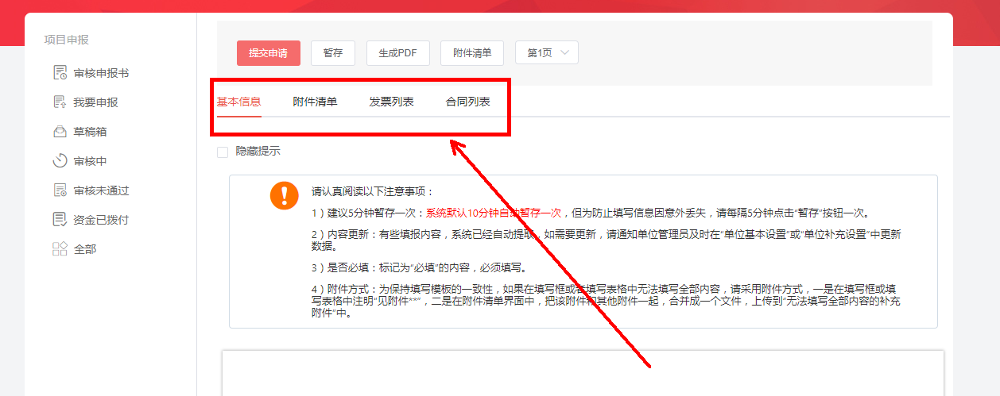 项目申报
审核申报书
我要申报
草稿箱
审核中
审核未通过
资金已拨付
全部
提交申请 暂存 生成PDF 附件清单 第1页
基本信息 附件清单 发票列表 合同列表
隐藏提示
请认真阅读以下注意事项：
1）建议5分钟暂存一次：系统默认10分钟自动暂存一次，但为防止填写信息因意外丢失，请每隔5分钟点击“暂存”按钮一次。
2）内容更新：有些填报内容，系统已经自动提取，如需要更新，请通知单位管理员及时在“单位基本设置”或“单位补充设置”中更新
数据。
3）是否必填：标记为“必填”的内容，必须填写。
4）附件方式：为保持填写模板的一致性，如果在填写框或者填写表格中无法填写全部内容，请采用附件方式，一是在填写框或填
写表格中注明“见附件**”，二是在附件清单界面中，把该附件和其他附件一起，合并成一个文件，上传到“无法填写全部内容的补充
附件”中。